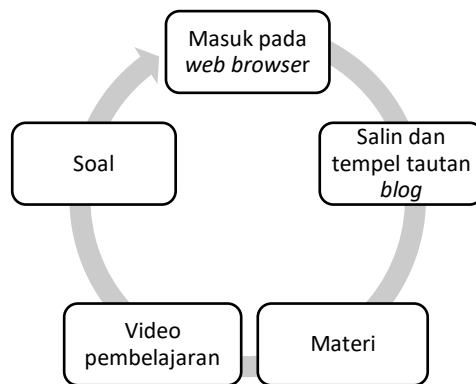 Masuk pada
web browser
Salin dan
tempel tautan
blog
Materi
Video
pembelajaran
Soal